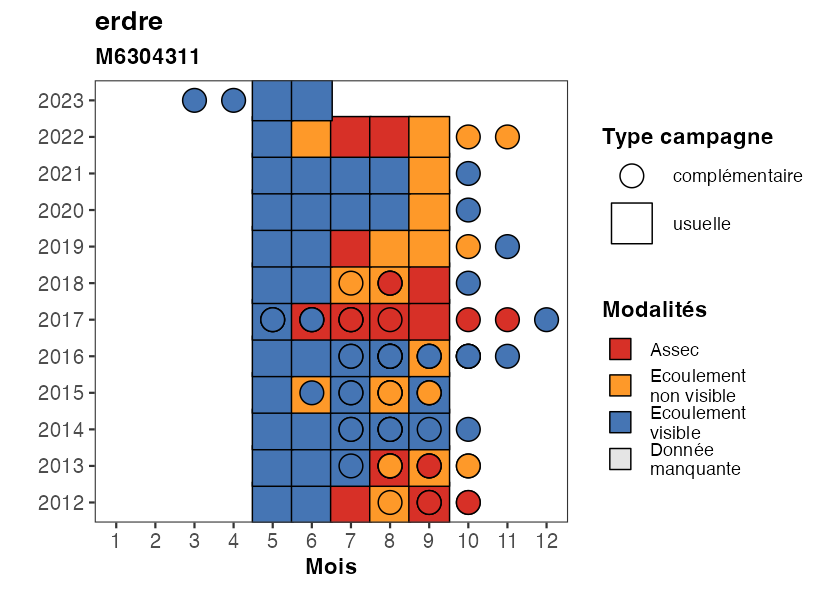 erdre
M6304311
2023
2022
2021
2020
2019
2018
2017
2016
2015
2014
2013
2012
1 2 3 4 5 6 7 8 9 10 11 12
Mois
Type campagne
complémentaire
usuelle
Modalités
Assec
Ecoulement
non visible
Ecoulement
visible
Donnée
manquante